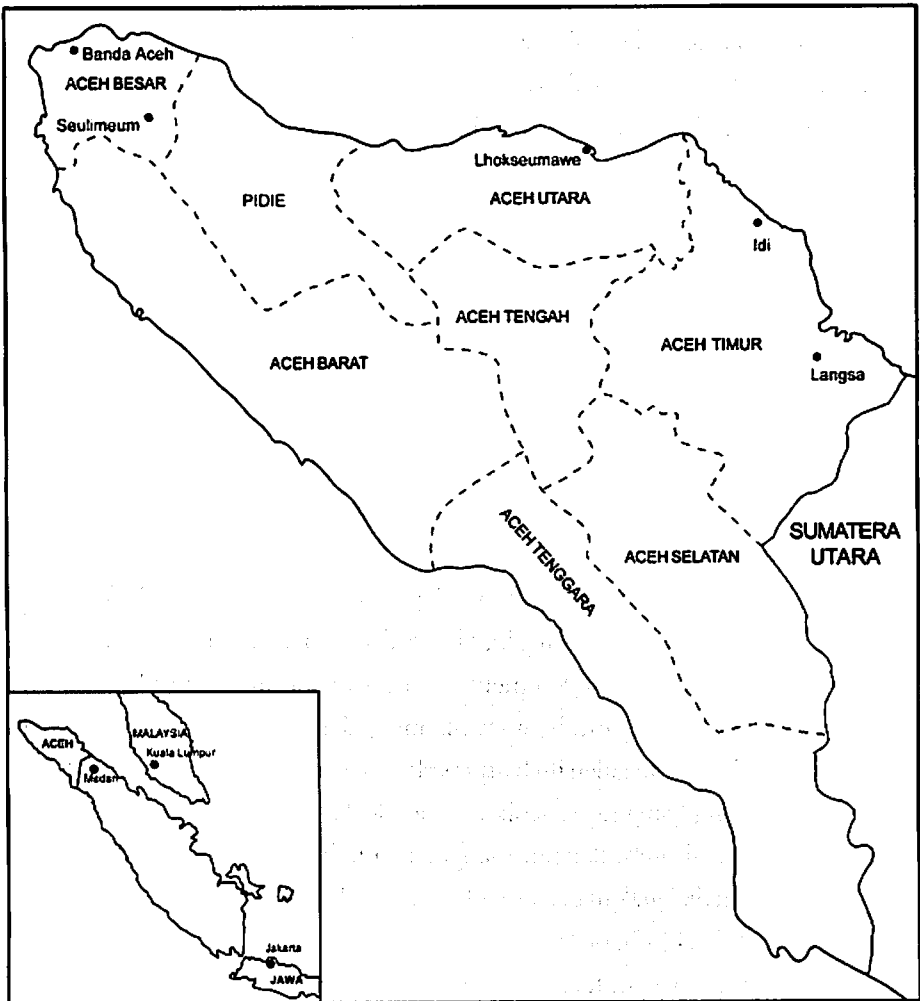 Banda Aceh
ACEH BESAR
Seulimeum
PIDIE
Lhokseumawe
ACEH UTARA
Idi
ACEH TENGAH
ACEH BARAT
ACEH TIMUR
Langsa
ACEH TENGGARA
ACEH SELATAN
SUMATERA
UTARA
ACEH
MALAYSIA
Kuala Lumpur
Medan
Jakarta
JAWA